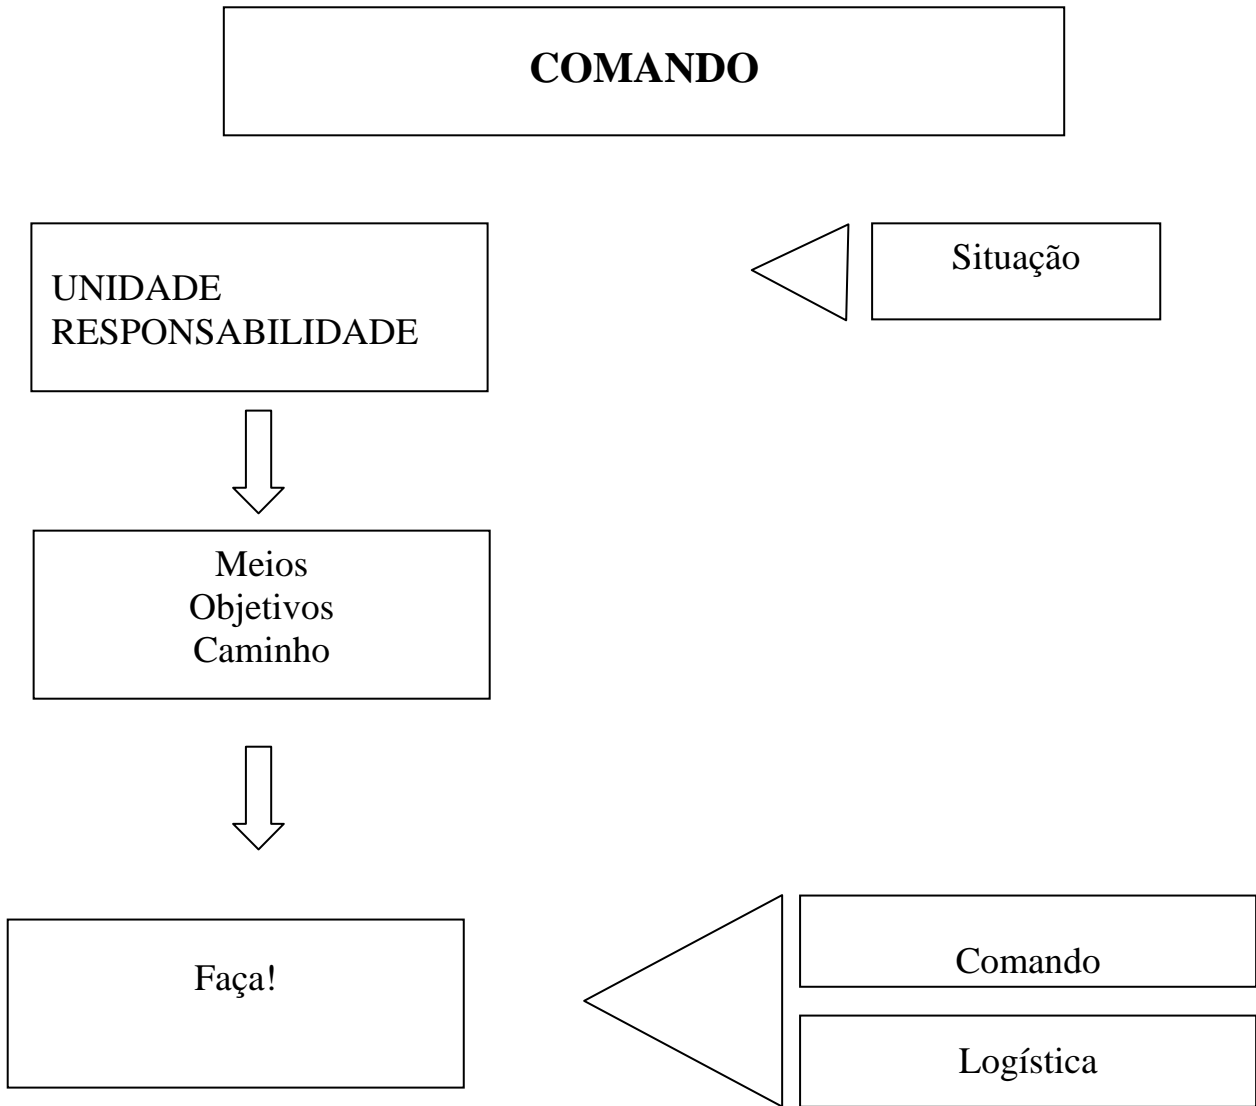 COMANDO
UNIDADE
RESPONSABILIDADE
Situação
Meios
Objetivos
Caminho
Faça!
Comando
Logística